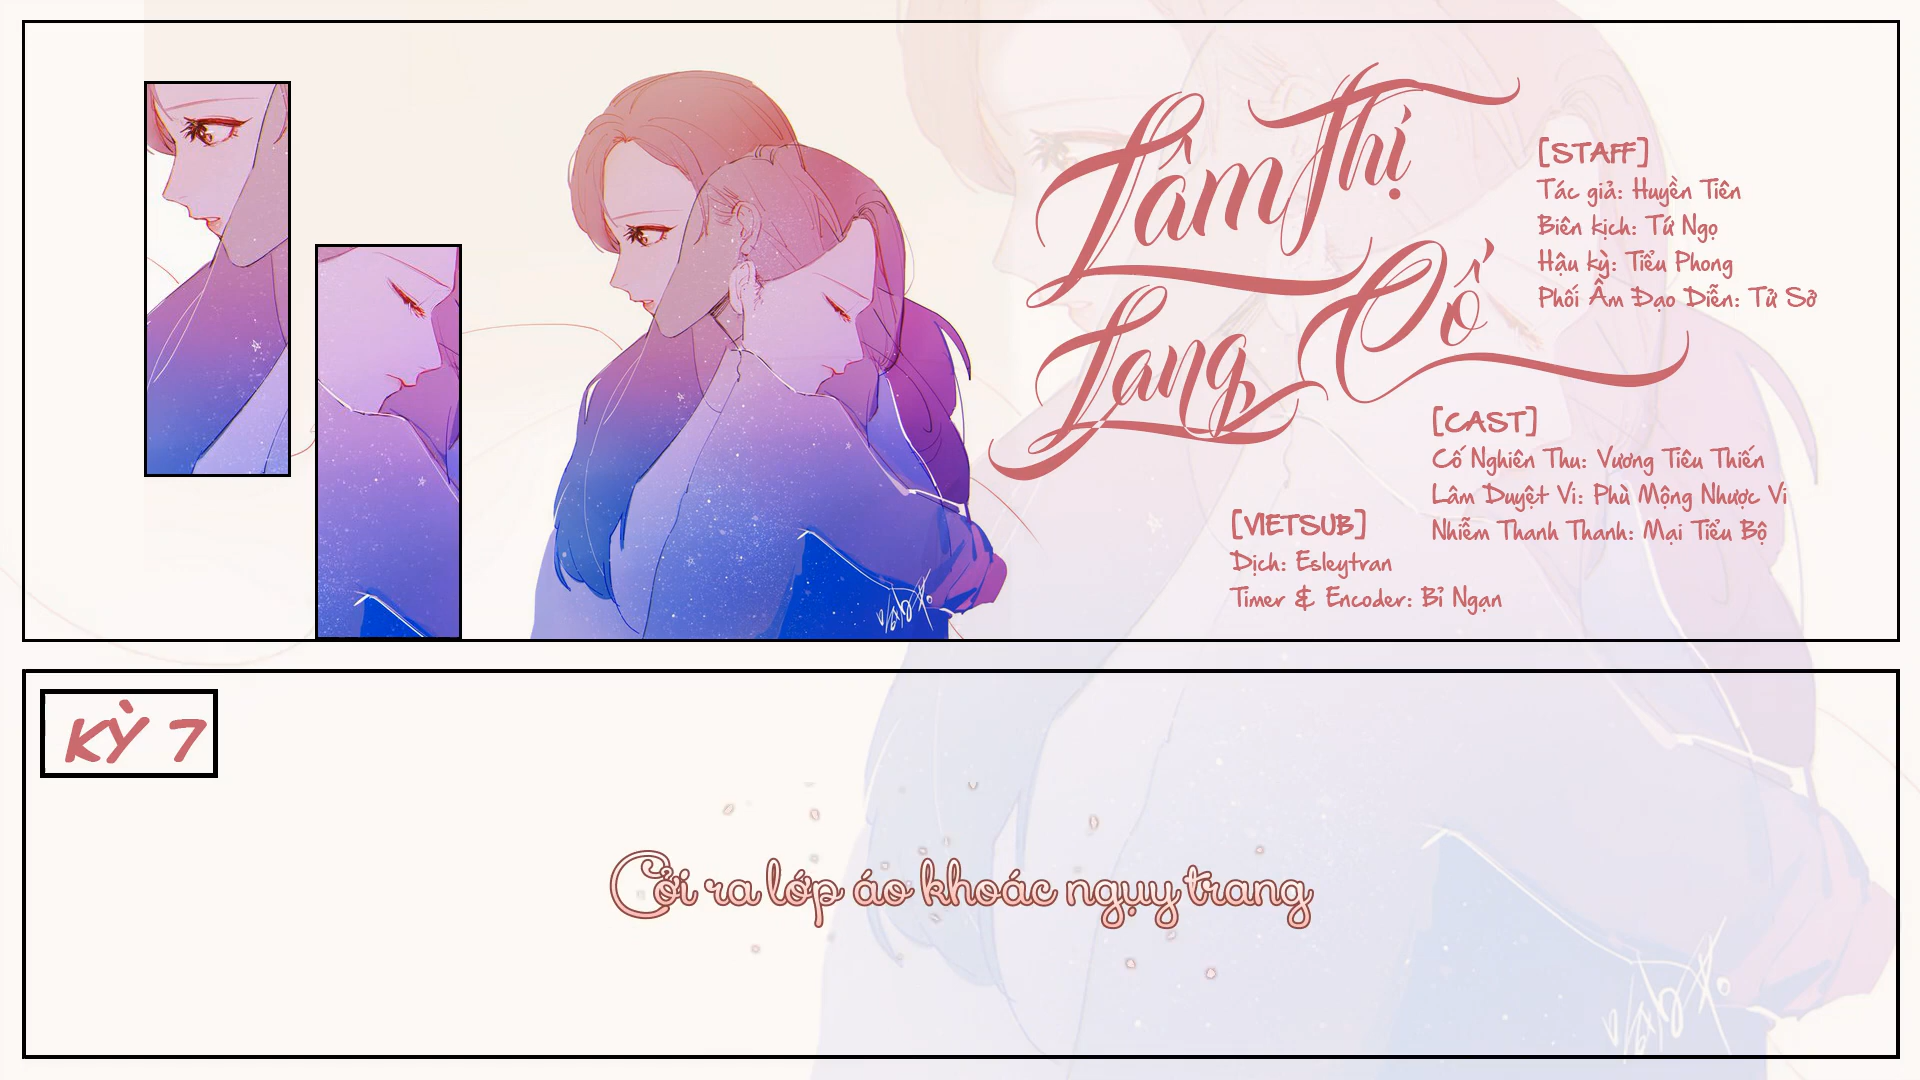 Lâm Thị
Lang Cố
[STAFF]
Tác giả: Huyền Tiên
Biên kịch: Tứ Ngọ
Hậu kỳ: Tiểu Phong
Phối Âm Đạo Diễn: Tử Sở
[CAST]
Cố Nghiên Thu: Vương Tiêu Thiến
Lâm Duyệt Vi: Phù Mộng Nhược Vi
Nhiễm Thanh Thanh: Mại Tiểu Bộ
[VIETSUB]
Dịch: Esleytran
Timer & Encoder: Bỉ Ngạn
KỲ 7
Cởi ra lớp áo khoác ngụy trang